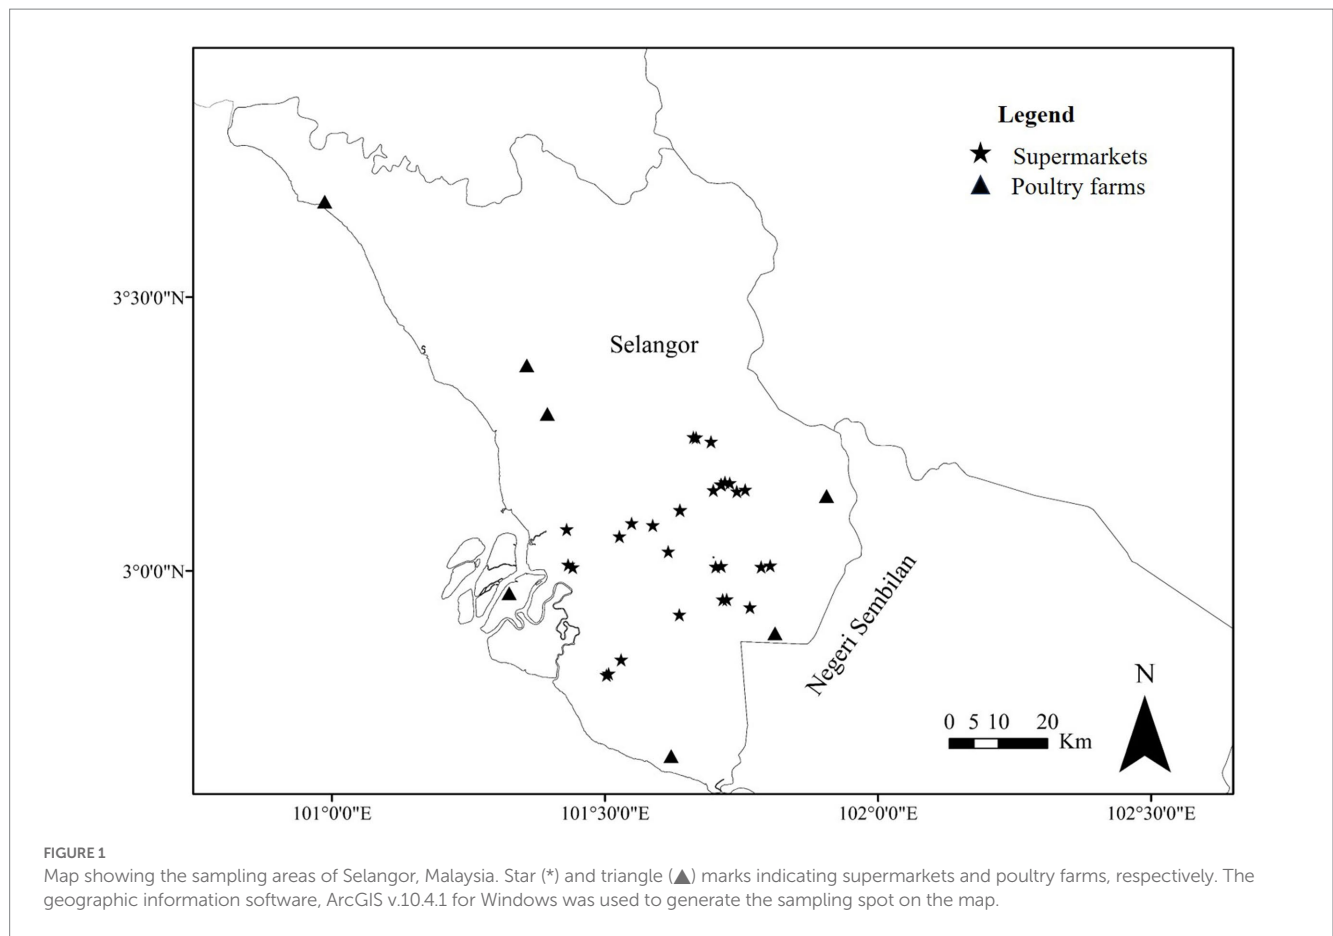 Legend
★ Supermarkets
▲ Poultry farms
3°30'0"N
Selangor
3°0'0"N
Negeri Sembilan
N
0 5 10 20
Km
101°0'0"E 101°30'0"E 102°0'0"E 102°30'0"E
FIGURE 1
Map showing the sampling areas of Selangor, Malaysia. Star (*) and triangle (▲) marks indicating supermarkets and poultry farms, respectively. The
geographic information software, ArcGIS v.10.4.1 for Windows was used to generate the sampling spot on the map.